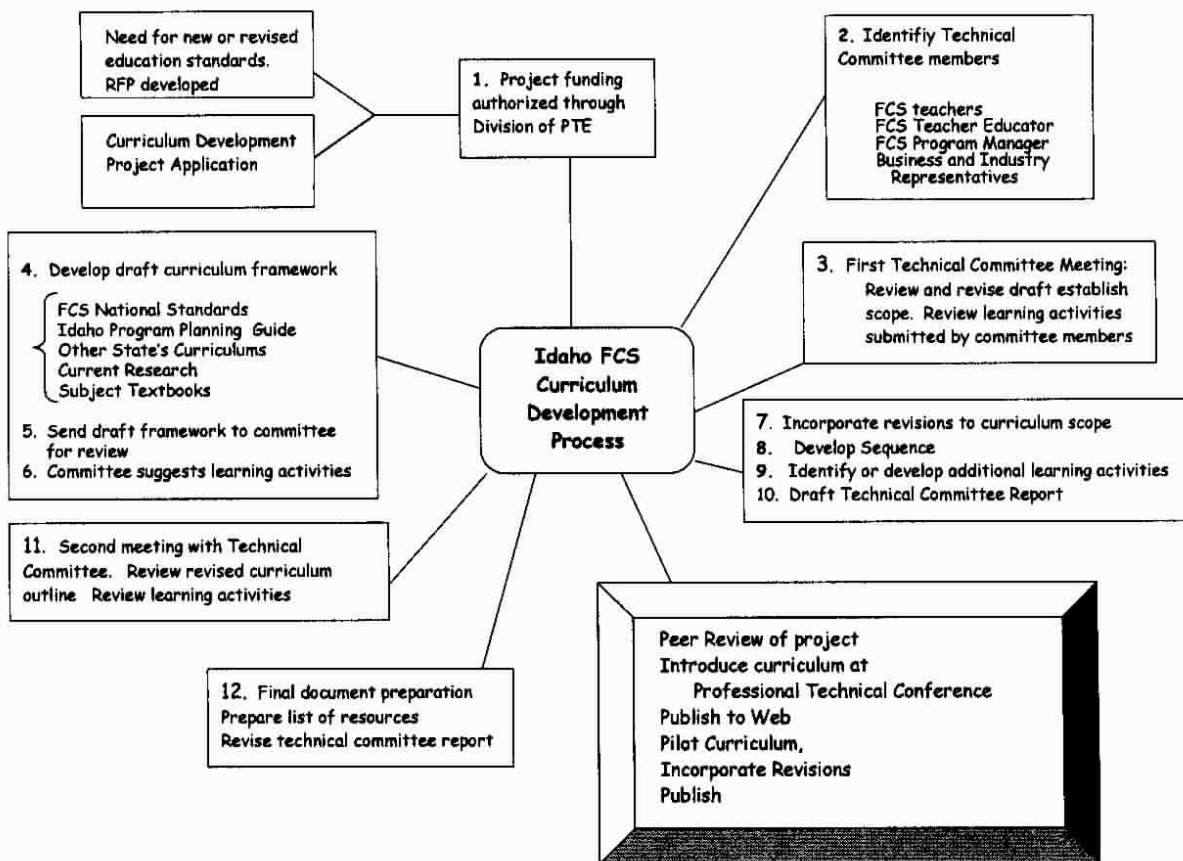 Need for new or revised
education standards.
RFP developed
Curriculum Development
Project Application
1. Project funding
authorized through
Division of PTE
2. Identifiy Technical
Committee members
FCS teachers
FCS Teacher Educator
FCS Program Manager
Business and Industry
Representatives
3. First Technical Committee Meeting:
Review and revise draft establish
scope. Review learning activities
submitted by committee members
4. Develop draft curriculum framework
FCS National Standards
Idaho Program Planning Guide
Other State's Curriculums
Current Research
Subject Textbooks
5. Send draft framework to committee
for review
6. Committee suggests learning activities
Idaho FCS
Curriculum
Development
Process
7. Incorporate revisions to curriculum scope
8. Develop Sequence
9. Identify or develop additional learning activities
10. Draft Technical Committee Report
11. Second meeting with Technical
Committee. Review revised curriculum
outline Review learning activities
12. Final document preparation
Prepare list of resources
Revise technical committee report
Peer Review of project
Introduce curriculum at
Professional Technical Conference
Publish to Web
Pilot Curriculum,
Incorporate Revisions
Publish